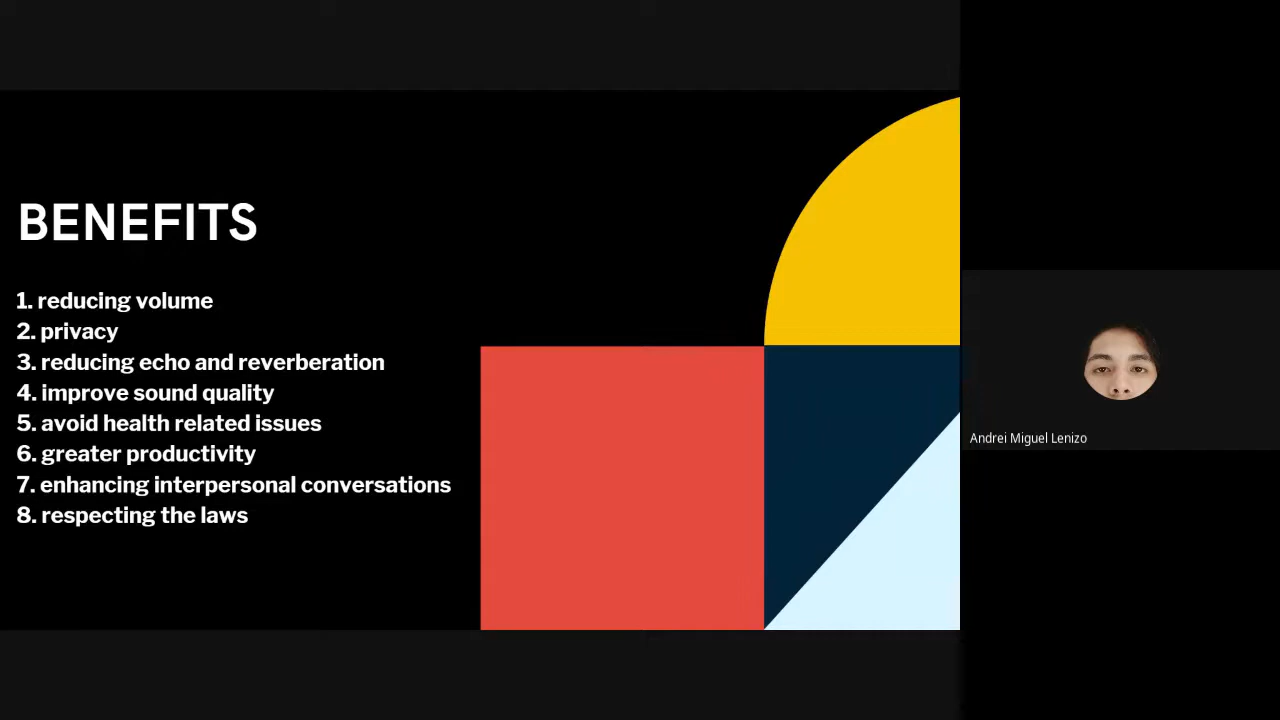 BENEFITS
1. reducing volume
2. privacy
3. reducing echo and reverberation
4. improve sound quality
5. avoid health related issues
6. greater productivity
7. enhancing interpersonal conversations
8. respecting the laws
Andrei Miguel Lenizo